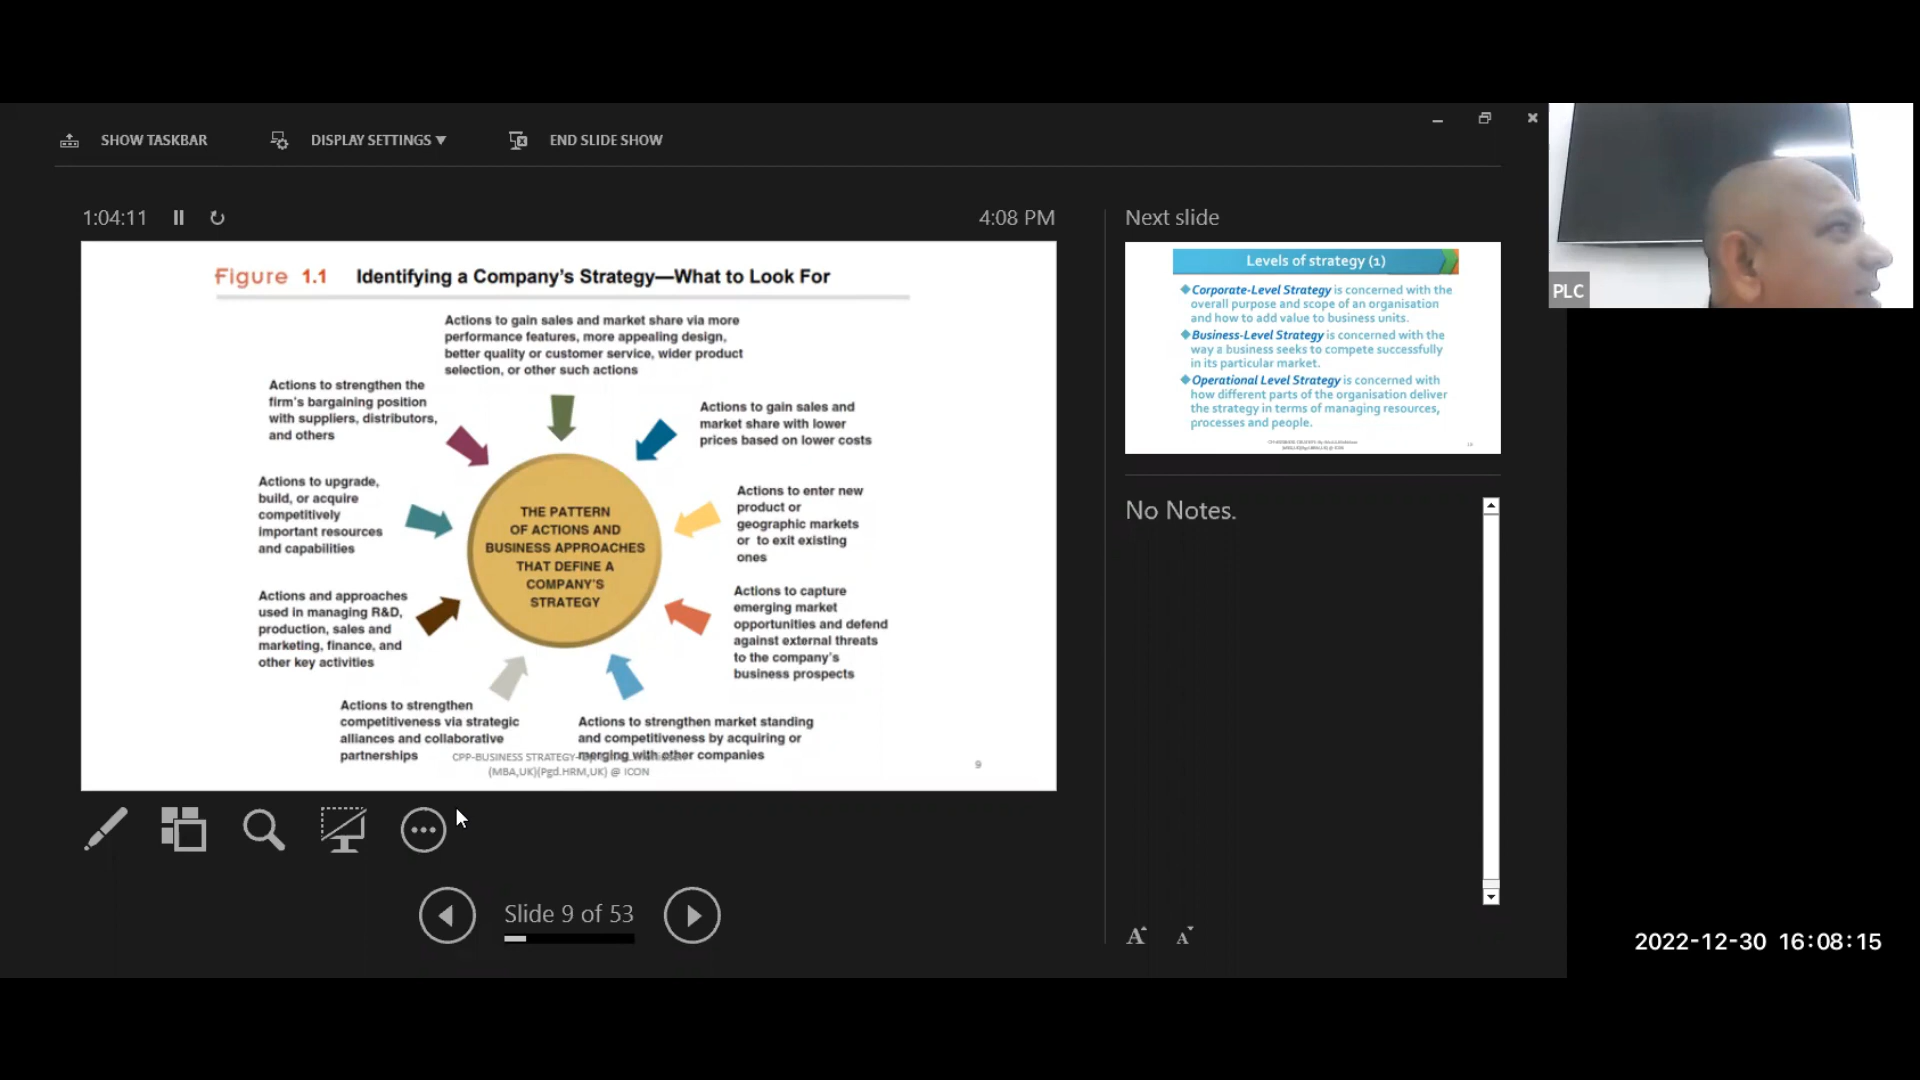 SHOW TASKBAR
DISPLAY SETTINGS
END SLIDE SHOW
1:04:11
4:08 PM
Figure 1.1 Identifying a Company's Strategy—What to Look For
Actions to gain sales and market share via more
performance features, more appealing design,
better quality or customer service, wider product
selection, or other such actions
Actions to strengthen the
firm's bargaining position
with suppliers, distributors,
and others
Actions to gain sales and
market share with lower
prices based on lower costs
Actions to upgrade,
build, or acquire
competitively
important resources
and capabilities
THE PATTERN
OF ACTIONS AND
BUSINESS APPROACHES
THAT DEFINE A
COMPANY'S
STRATEGY
Actions to enter new
product or
geographic markets
or to exit existing
ones
Actions and approaches
used in managing R&D,
production, sales and
marketing, finance, and
other key activities
Actions to capture
emerging market
opportunities and defend
against external threats
to the company's
business prospects
Actions to strengthen
competitiveness via strategic
alliances and collaborative
partnerships
Actions to strengthen market standing
and competitiveness by acquiring or
merging with other companies
CPP-BUSINESS STRATEGY-
(MBA,UK)(Pgd.HRM,UK) @ ICON
9
Slide 9 of 53
Next slide
Levels of strategy (1)
Corporate-Level Strategy is concerned with the
overall purpose and scope of an organisation
and how to add value to business units.
Business-Level Strategy is concerned with the
way a business seeks to compete successfully
in its particular market.
Operational Level Strategy is concerned with
how different parts of the organisation deliver
the strategy in terms of managing resources,
processes and people.
No Notes.
A A
PLC
2022-12-30 16:08:15